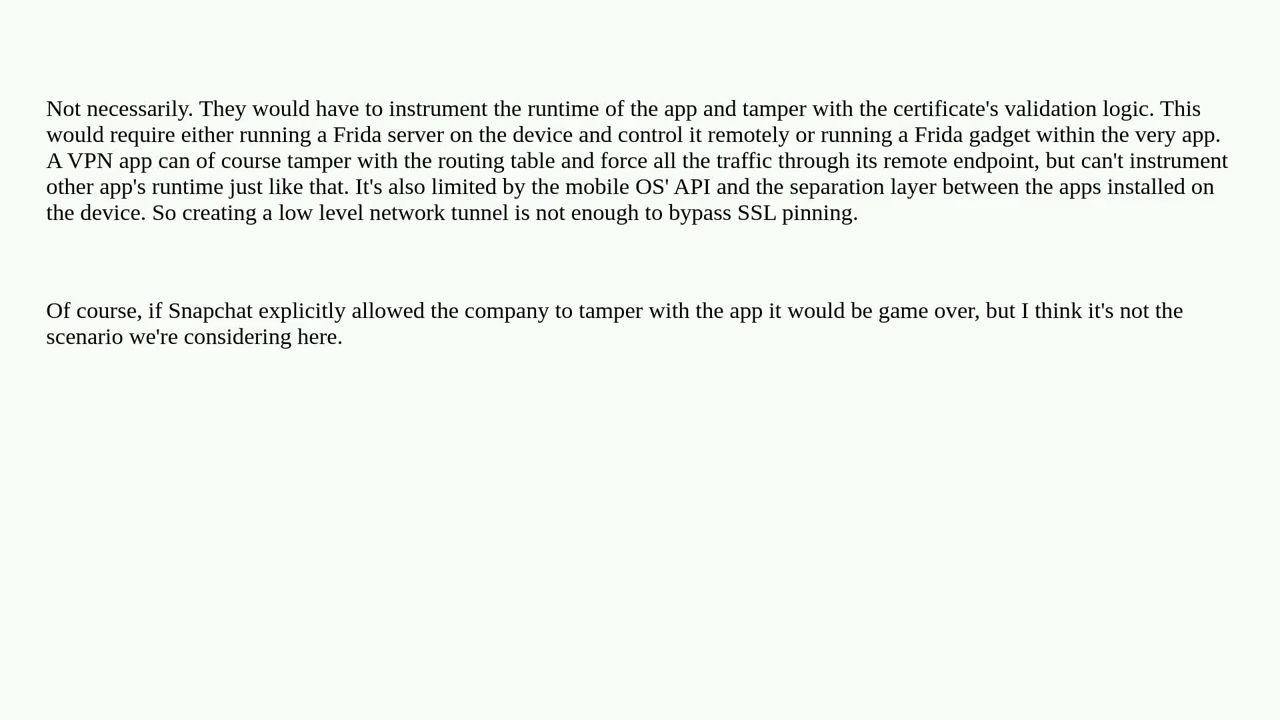 Not necessarily. They would have to instrument the runtime of the app and tamper with the certificate's validation logic. This
would require either running a Frida server on the device and control it remotely or running a Frida gadget within the very app.
A VPN app can of course tamper with the routing table and force all the traffic through its remote endpoint, but can't instrument
other app's runtime just like that. It's also limited by the mobile OS' API and the separation layer between the apps installed on
the device. So creating a low level network tunnel is not enough to bypass SSL pinning.
Of course, if Snapchat explicitly allowed the company to tamper with the app it would be game over, but I think it's not the
scenario we're considering here.